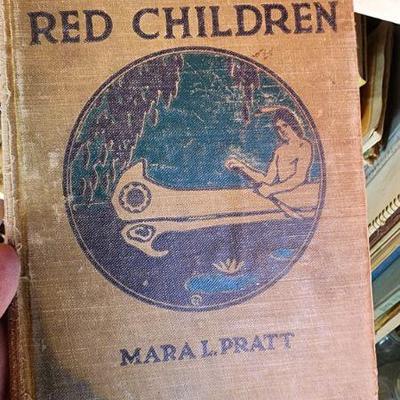 RED CHILDREN
MARA L. PRATT